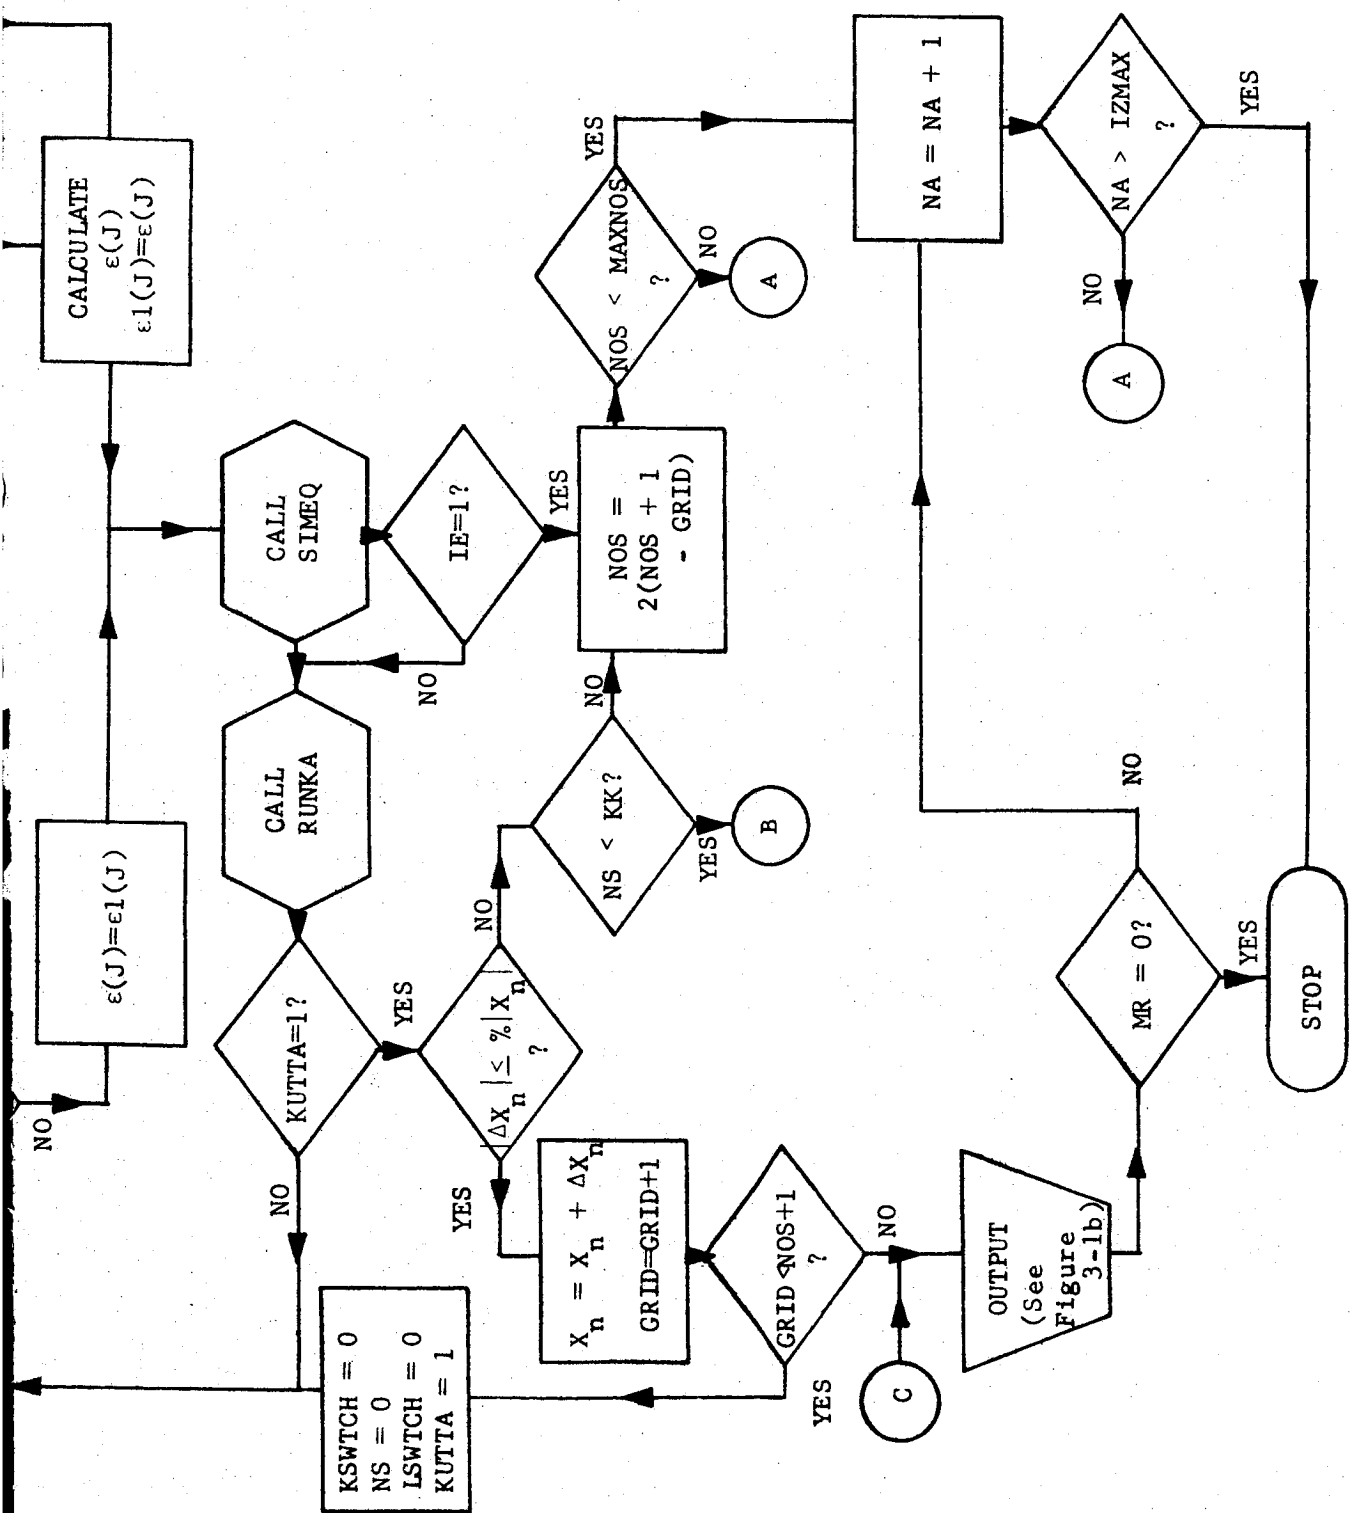 NO
ε(J)=ε1(J)
CALCULATE
ε(J)
ε1(J)=ε(J)
KSWTCH = 0
NS = 0
LSWTCH = 0
KUTTA = 1
NO
KUTTA=1?
YES
CALL
RUNKA
NO
CALL
SIMEQ
IE=1?
YES
YES
|ΔXn|≤ %|Xn|
?
NO
Xn = Xn + ΔXn
GRID=GRID+1
NS < KK?
NO
YES
B
NOS =
2(NOS + 1
- GRID)
NOS < MAXNOS
?
YES
NO
A
GRID<NOS+1
?
YES
NO
C
OUTPUT
(See
Figure
3-1b)
MR = 0?
NO
YES
NA = NA + 1
NA > IZMAX
?
NO
A
YES
STOP